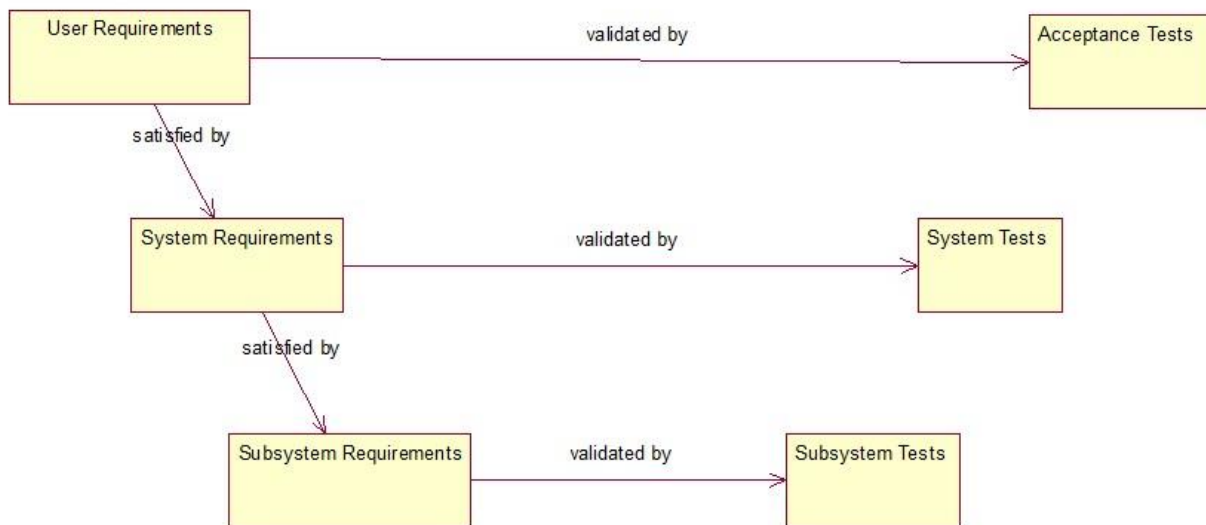 User Requirements
validated by
Acceptance Tests
satisfied by
System Requirements
validated by
System Tests
satisfied by
Subsystem Requirements
validated by
Subsystem Tests